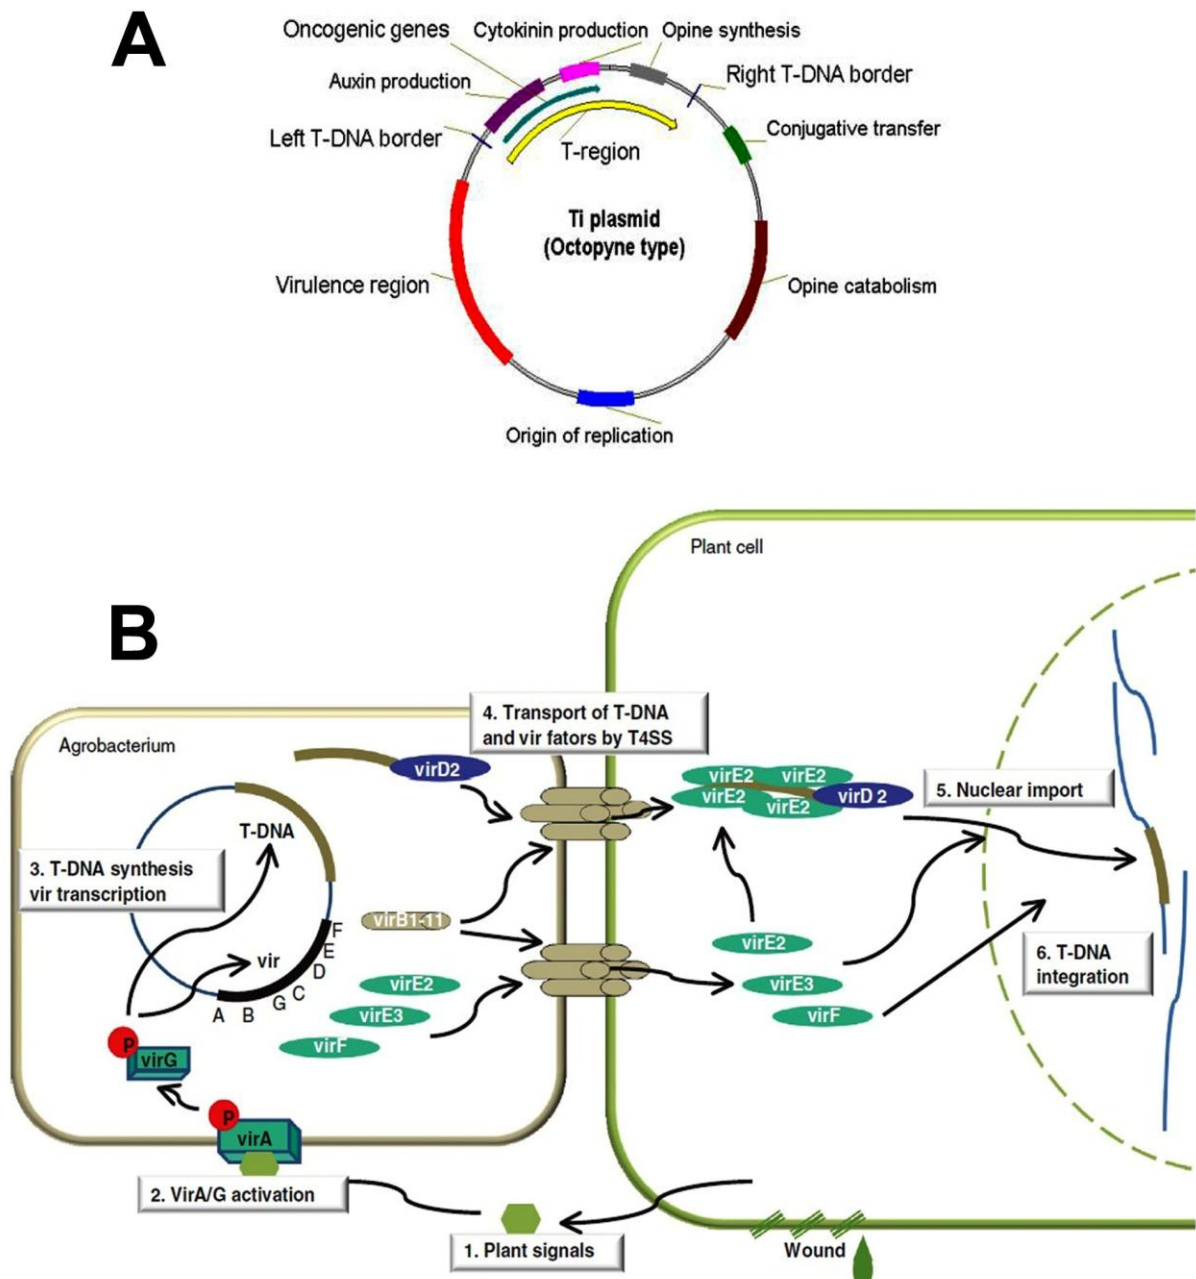 A
Oncogenic genes
Cytokinin production
Opine synthesis
Auxin production
Right T-DNA border
Left T-DNA border
Conjugative transfer
T-region
Ti plasmid
(Octopyne type)
Virulence region
Opine catabolism
Origin of replication
B
Plant cell
Agrobacterium
4. Transport of T-DNA
and vir fators by T4SS
virD2
virE2
virE2
virE2
virE2
virD 2
5. Nuclear import
T-DNA
3. T-DNA synthesis
vir transcription
virB1-11
vir
F
E
D
C
G
B
A
virE2
virE3
virF
virE2
virE3
virF
6. T-DNA
integration
P
virG
P
virA
2. VirA/G activation
1. Plant signals
Wound